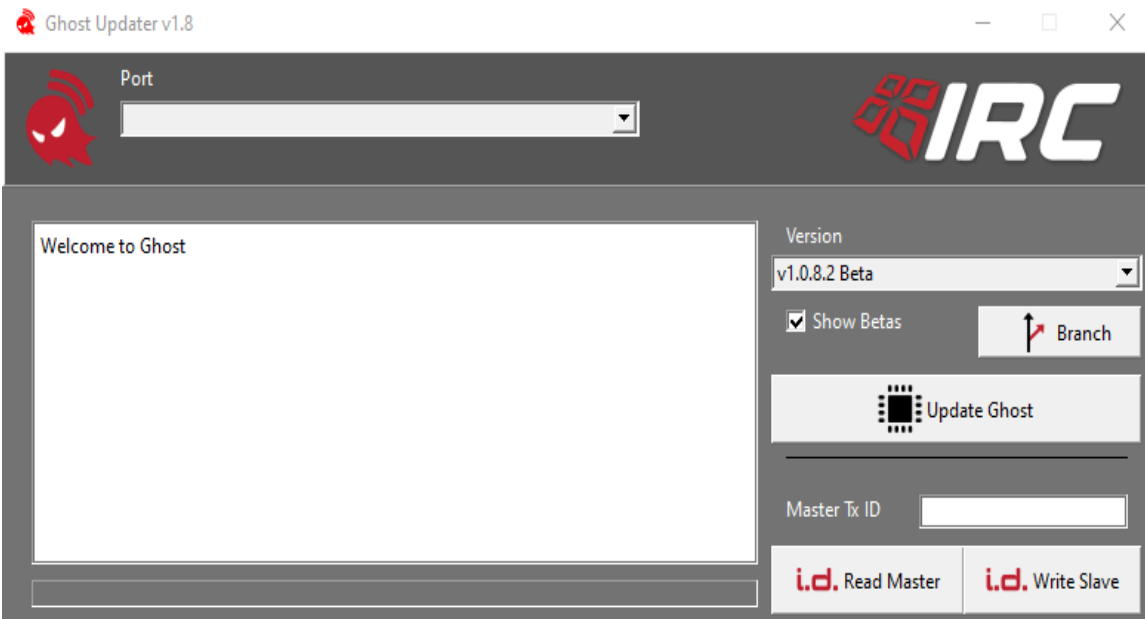 Ghost Updater v1.8
Port
IRC
Welcome to Ghost
Version
v1.0.8.2 Beta
Show Betas
Branch
Update Ghost
Master Tx ID
i.d. Read Master
i.d. Write Slave